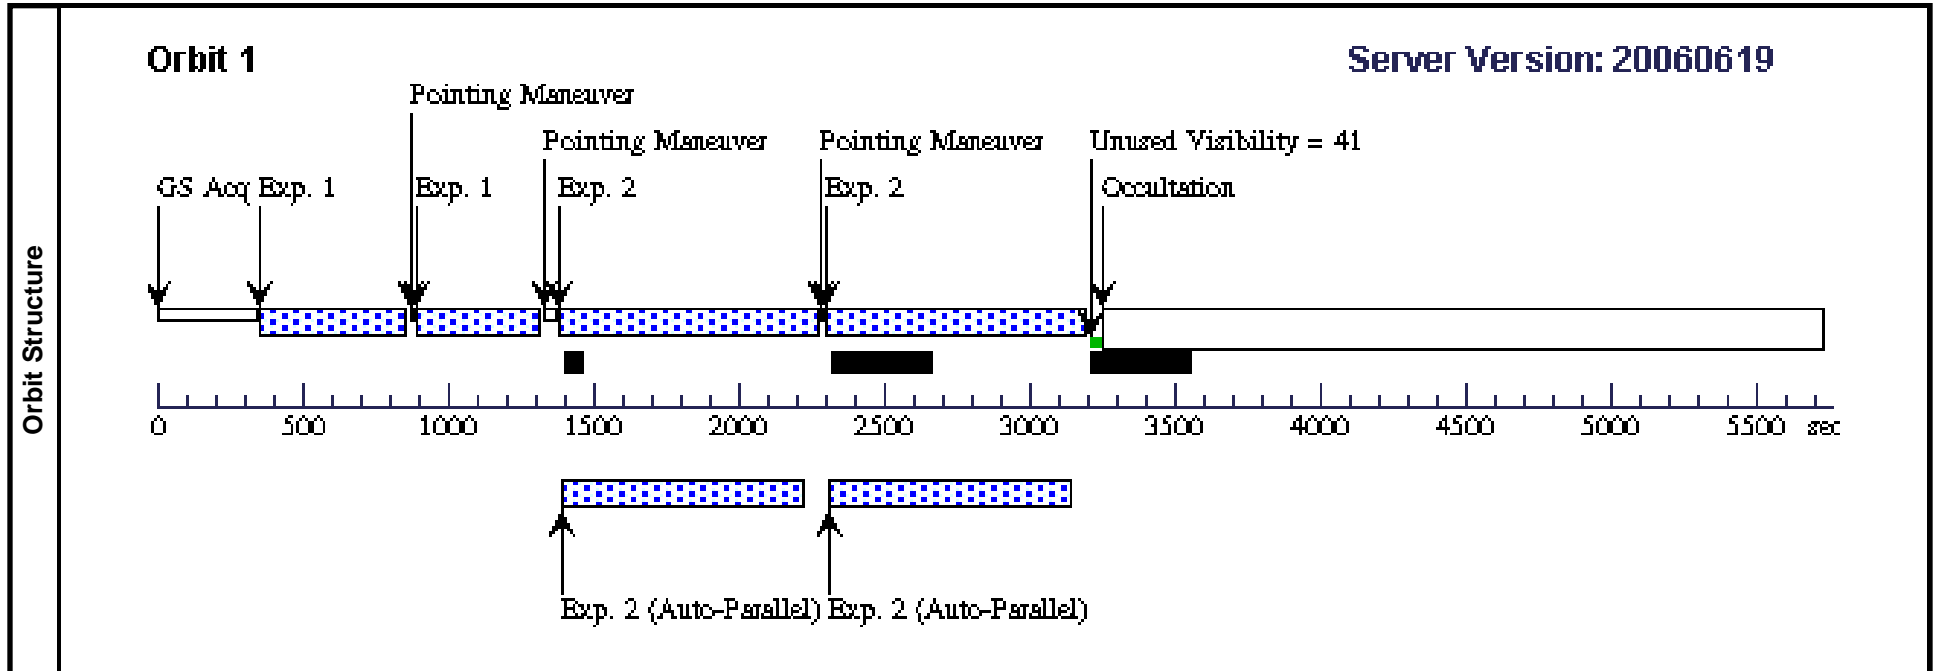 Orbit Structure
Orbit 1
Server Version: 20060619
Pointing Maneuver
Pointing Maneuver
Pointing Maneuver
Unused Visibility = 41
GS Acq
Exp. 1
Exp. 1
Exp. 2
Exp. 2
Occultation
0 500 1000 1500 2000 2500 3000 3500 4000 4500 5000 5500 sec
Exp. 2 (Auto-Parallel)
Exp. 2 (Auto-Parallel)